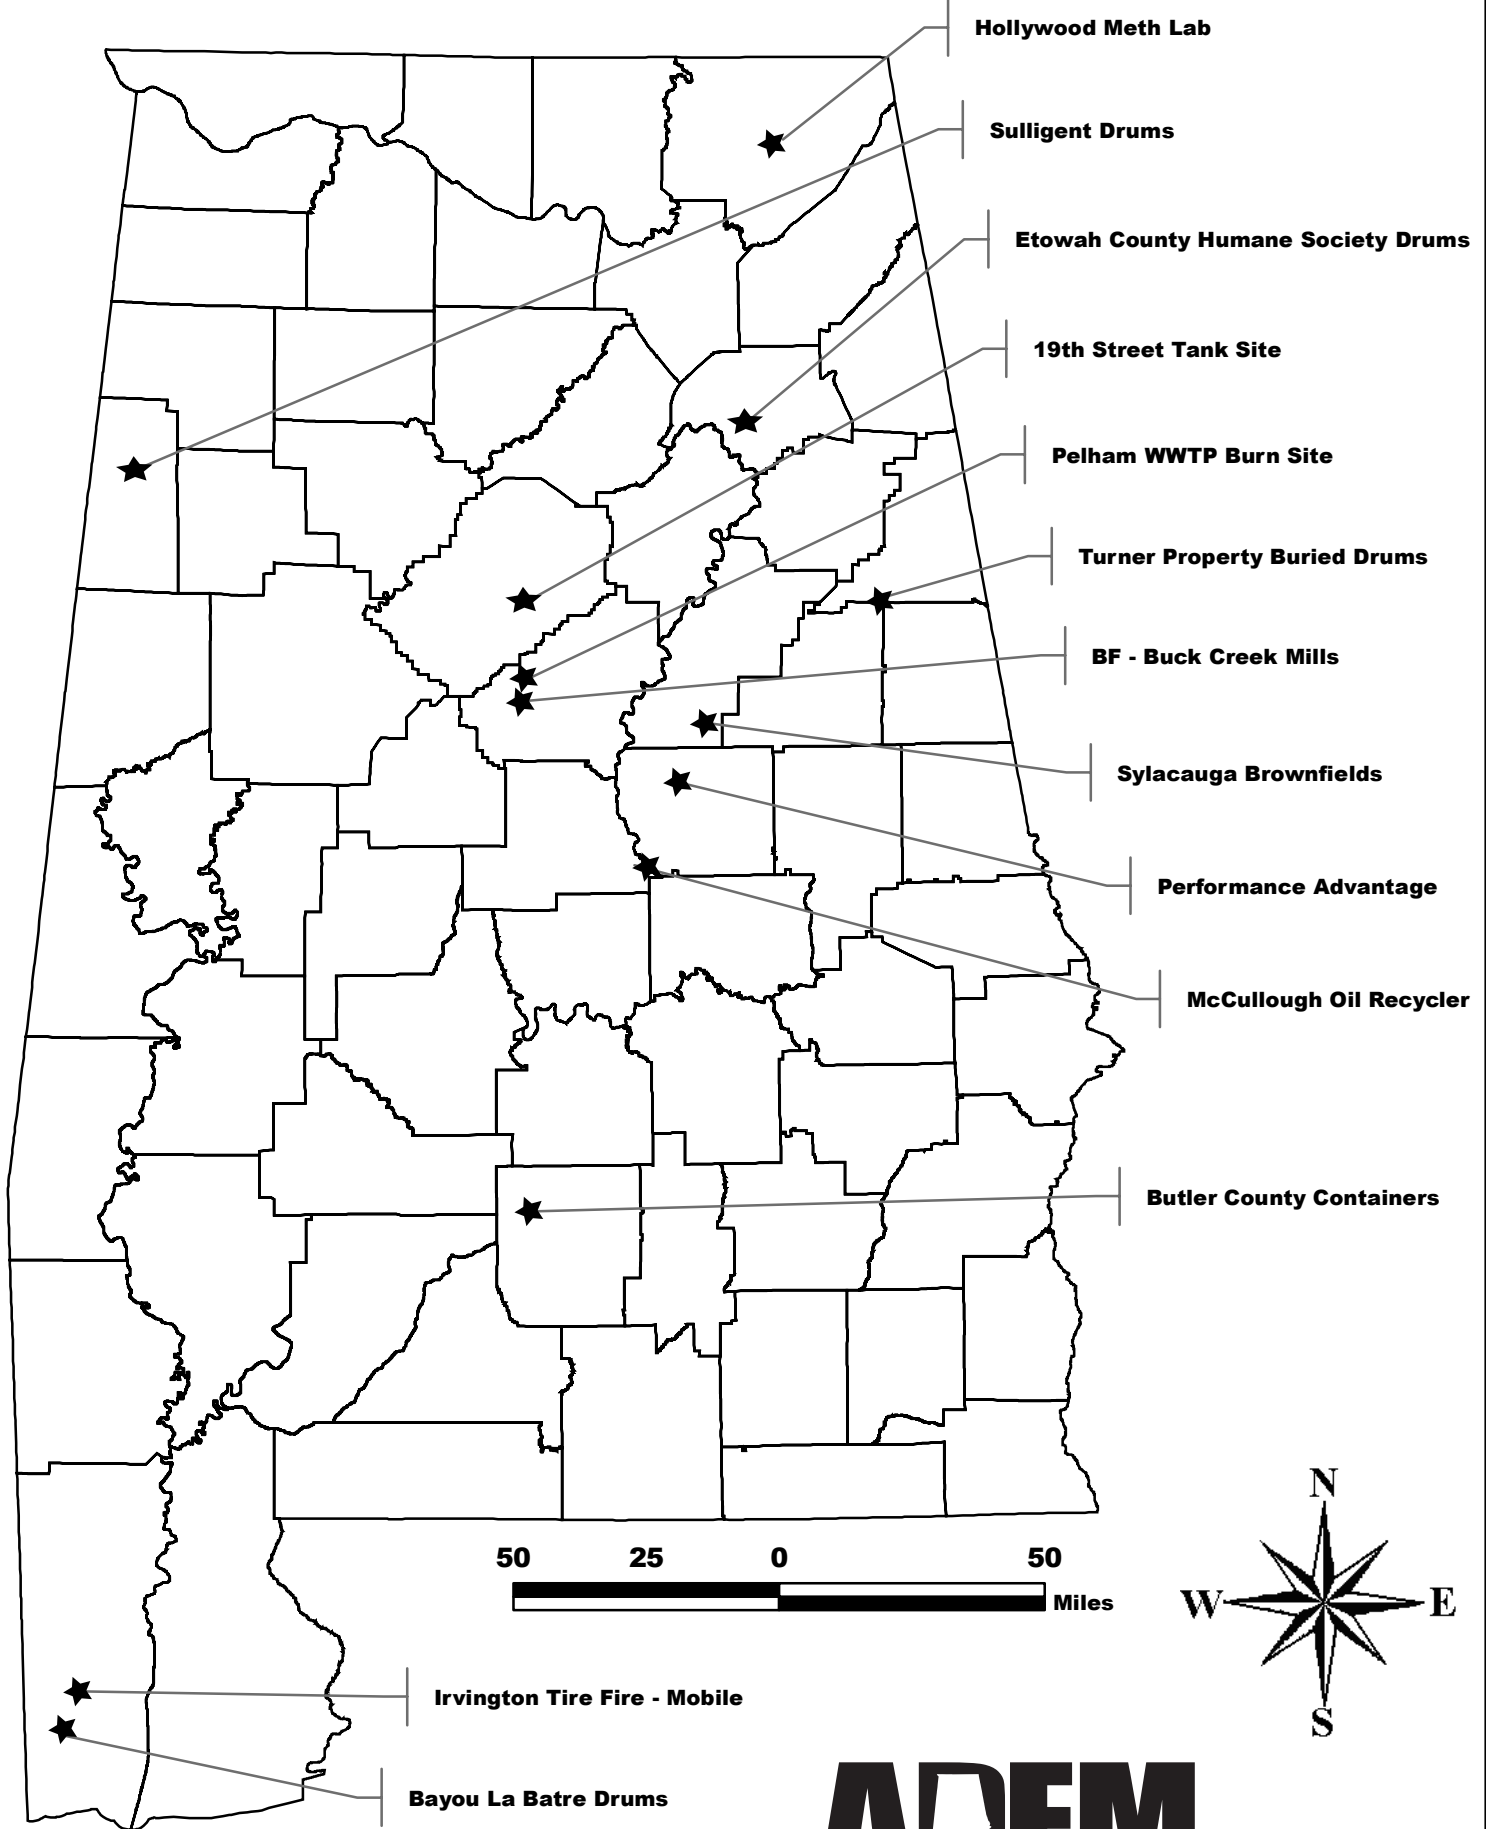 Hollywood Meth Lab
Sulligent Drums
Etowah County Humane Society Drums
19th Street Tank Site
Pelham WWTP Burn Site
Turner Property Buried Drums
BF - Buck Creek Mills
Sylacauga Brownfields
Performance Advantage
McCullough Oil Recycler
Butler County Containers
N
50 25 0 50
Miles
W E
S
Irvington Tire Fire - Mobile
Bayou La Batre Drums
ADEM